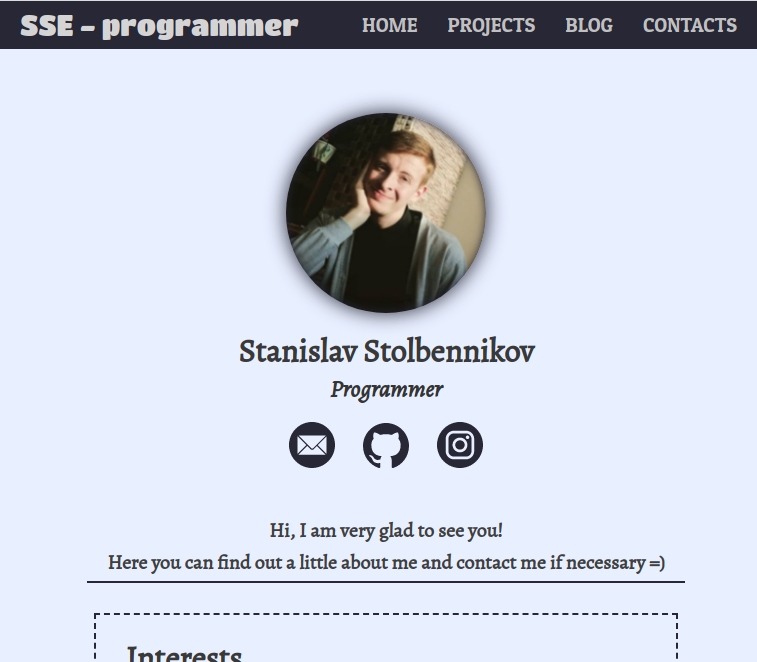 SSE - programmer
HOME PROJECTS BLOG CONTACTS
Stanislav Stolbennikov
Programmer
Hi, I am very glad to see you!
Here you can find out a little about me and contact me if necessary =)
Interests